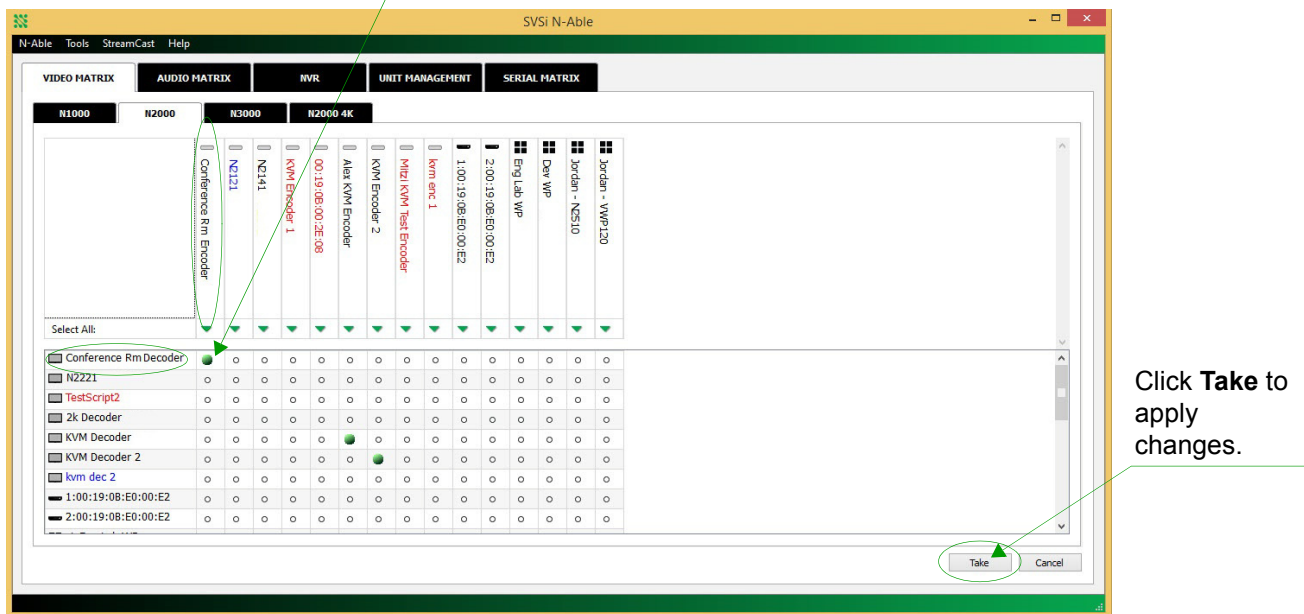 SVSi N-Able
N-Able Tools StreamCast Help
VIDEO MATRIX AUDIO MATRIX NVR UNIT MANAGEMENT SERIAL MATRIX
N1000 N2000 N3000 N2000 4K
Conference Rm Encoder
N2121
N2141
KVM Encoder 1
00:19:0B:00:2E:08
Alex KVM Encoder
KVM Encoder 2
Mitzi KVM Test Encoder
kvm enc 1
1:00:19:0B:E0:00:E2
2:00:19:0B:E0:00:E2
Eng Lab WP
Dev WP
Jordan - N2510
Jordan - VWP120
Select All:
Conference Rm Decoder
N2221
TestScript2
2k Decoder
KVM Decoder
KVM Decoder 2
kvm dec 2
1:00:19:0B:E0:00:E2
2:00:19:0B:E0:00:E2
Take Cancel
Click Take to
apply
changes.